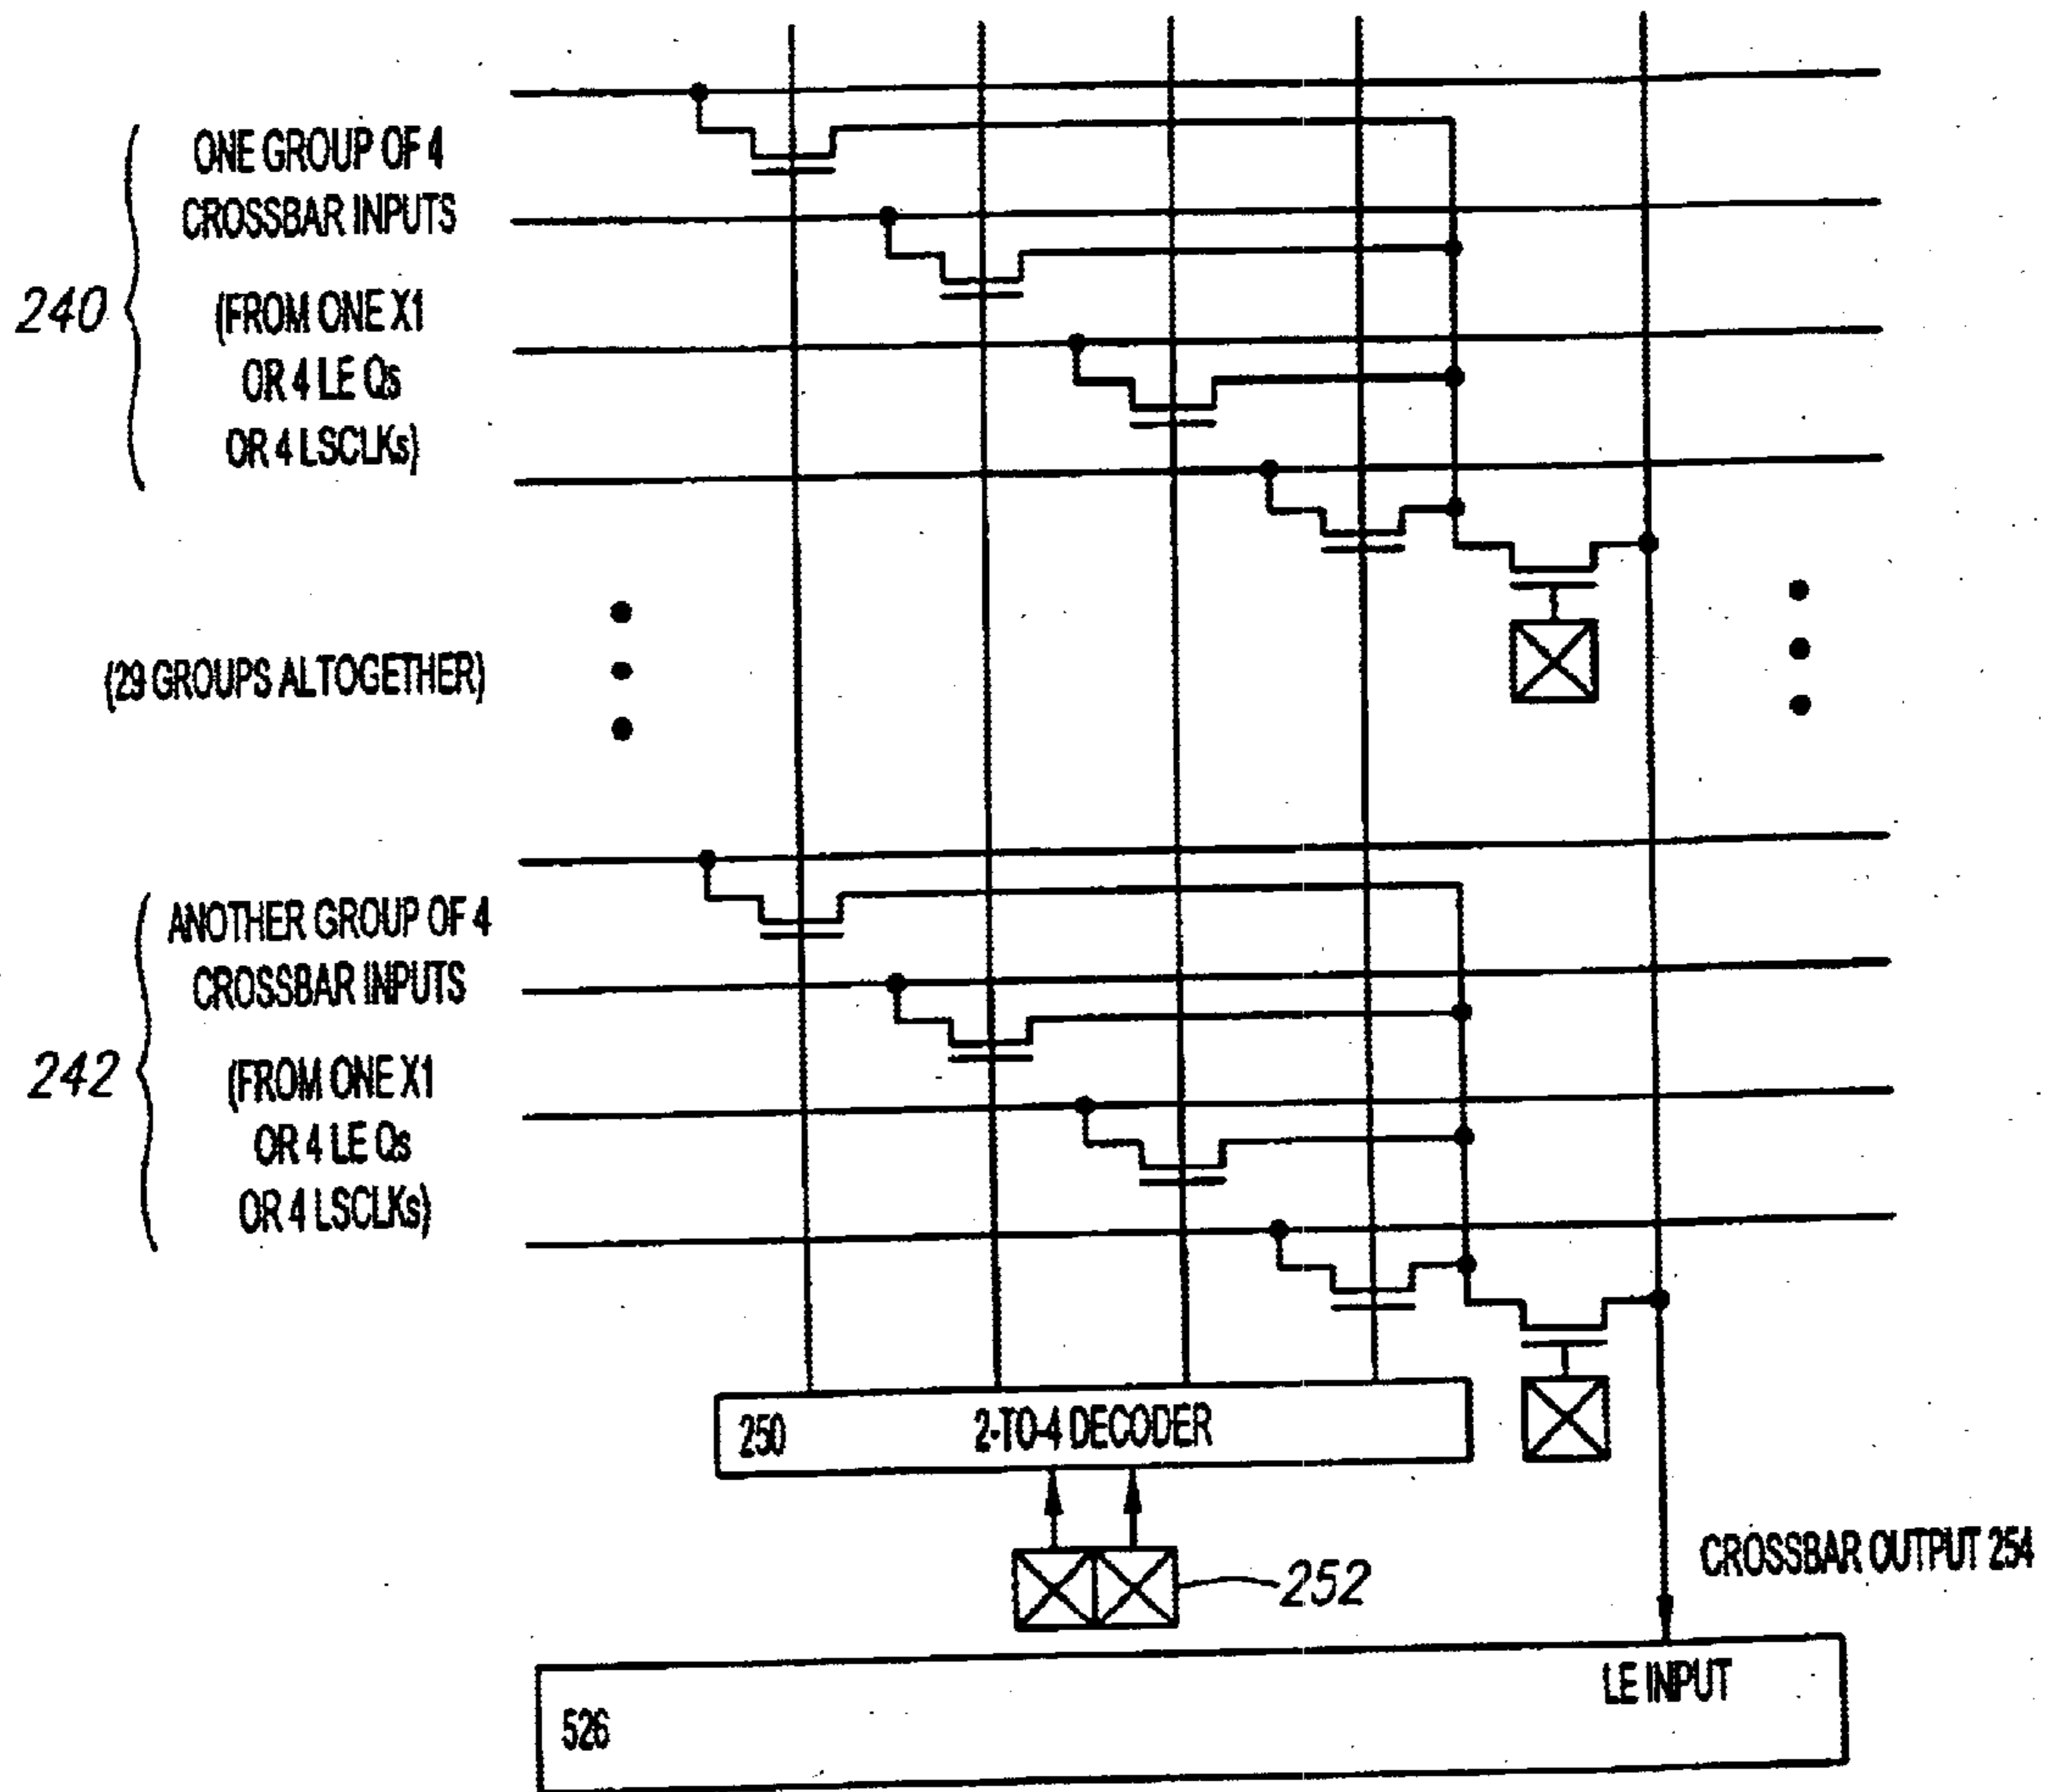 ONE GROUP OF 4
CROSSBAR INPUTS
240
(FROM ONE X1
OR 4 LE Qs
OR 4 LSCLKs)
(29 GROUPS ALTOGETHER)
ANOTHER GROUP OF 4
CROSSBAR INPUTS
242
(FROM ONE X1
OR 4 LE Qs
OR 4 LSCLKs)
250 2-TO-4 DECODER
252
CROSSBAR OUTPUT 254
LE INPUT
526